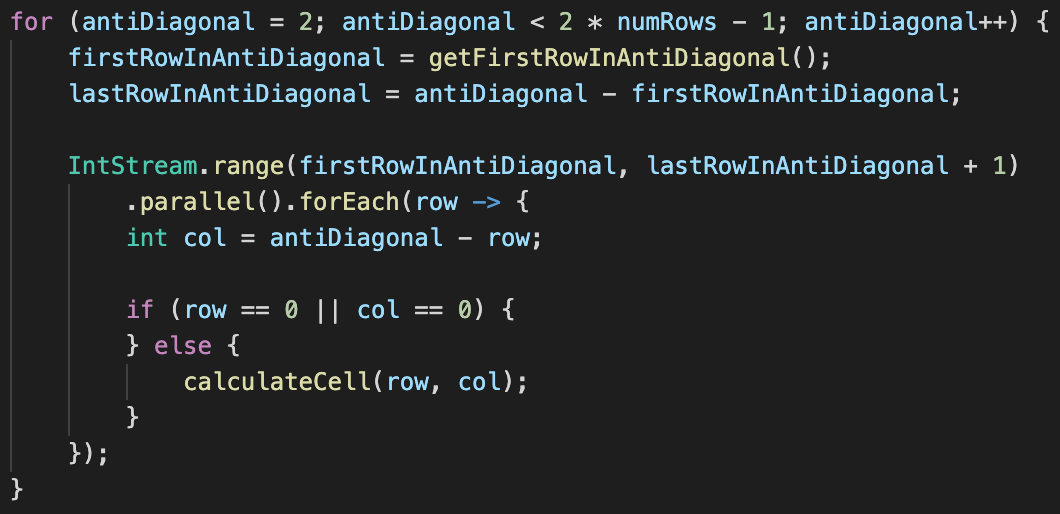 for (antiDiagonal = 2; antiDiagonal < 2 * numRows - 1; antiDiagonal++) {
    firstRowInAntiDiagonal = getFirstRowInAntiDiagonal();
    lastRowInAntiDiagonal = antiDiagonal - firstRowInAntiDiagonal;

    IntStream.range(firstRowInAntiDiagonal, lastRowInAntiDiagonal + 1)
        .parallel().forEach(row -> {
        int col = antiDiagonal - row;

        if (row == 0 || col == 0) {
        } else {
            calculateCell(row, col);
        }
    });
}